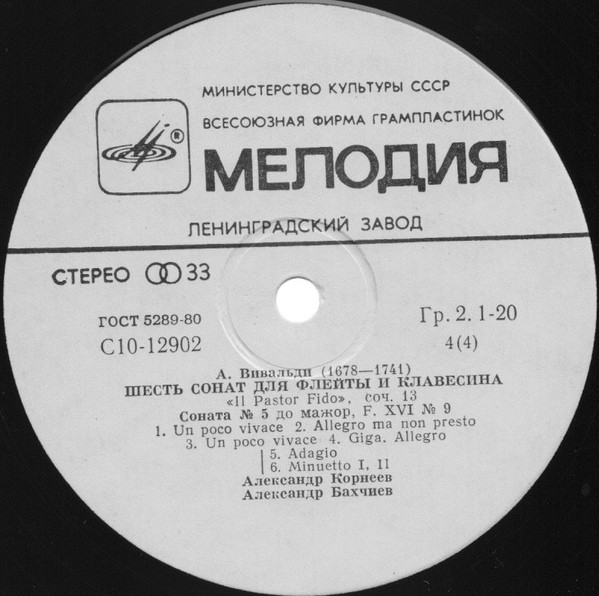 МИНИСТЕРСТВО КУЛЬТУРЫ СССР
ВСЕСОЮЗНАЯ ФИРМА ГРАМПЛАСТИНОК
®
МЕЛОДИЯ
ЛЕНИНГРАДСКИЙ ЗАВОД
СТЕРЕО 33
ГОСТ 5289-80
Гр. 2. 1-20
С10-12902
4(4)
А. Вивальди (1678—1741)
ШЕСТЬ СОНАТ ДЛЯ ФЛЕЙТЫ И КЛАВЕСИНА
«Il Pastor Fido», соч. 13
Соната № 5 до мажор, F. XVI № 9
1. Un poco vivace 2. Allegro ma non presto
3. Un poco vivace 4. Giga. Allegro
5. Adagio
6. Minuetto I, II
Александр Корнеев
Александр Бахчиев